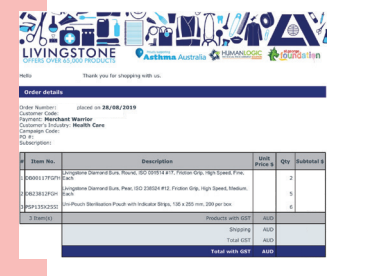 LIVINGSTONE
OFFERS OVER 65,000 PRODUCTS
Asthma Australia
HUMANLOGIC
foundation
Hello Thank you for shopping with us.
Order details
Order Number: placed on 28/08/2019
Customer Code:
Payment: Merchant Warrior
Customer's Industry: Health Care
Campaign Code:
PO #:
Subscription:
# Item No. Description Unit Price $ Qty Subtotal $
1 Livingstone Diamond Burs, Round, ISO 001514 #17, Friction Grip, High Speed, Fine, Each 2
2 DB23812FGH Livingstone Diamond Burs, Pear, ISO 238524 #12, Friction Grip, High Speed, Medium, Each 5
3 PSP135X255I Uni-Pouch Sterilisation Pouch with Indicator Strips, 135 x 255 mm, 200 per box 6
3 Item(s) Products with GST AUD
Shipping AUD
Total GST AUD
Total with GST AUD